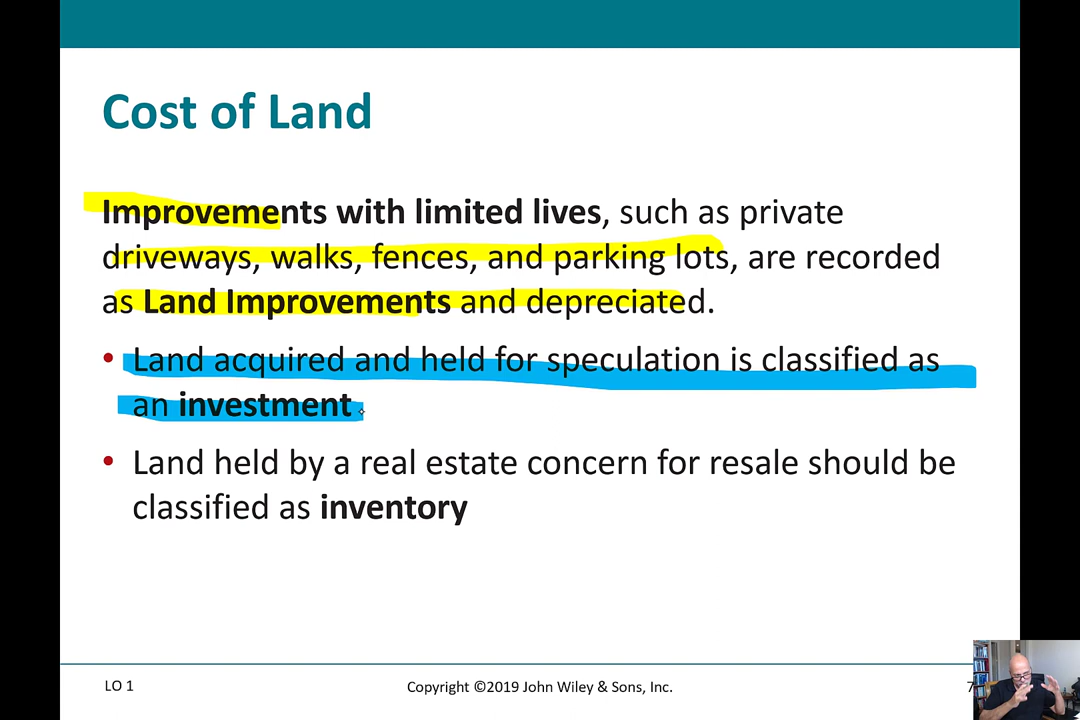 Cost of Land
Improvements with limited lives, such as private
driveways, walks, fences, and parking lots, are recorded
as Land Improvements and depreciated.
• Land acquired and held for speculation is classified as
an investment
• Land held by a real estate concern for resale should be
classified as inventory
LO 1
Copyright ©2019 John Wiley & Sons, Inc.
7